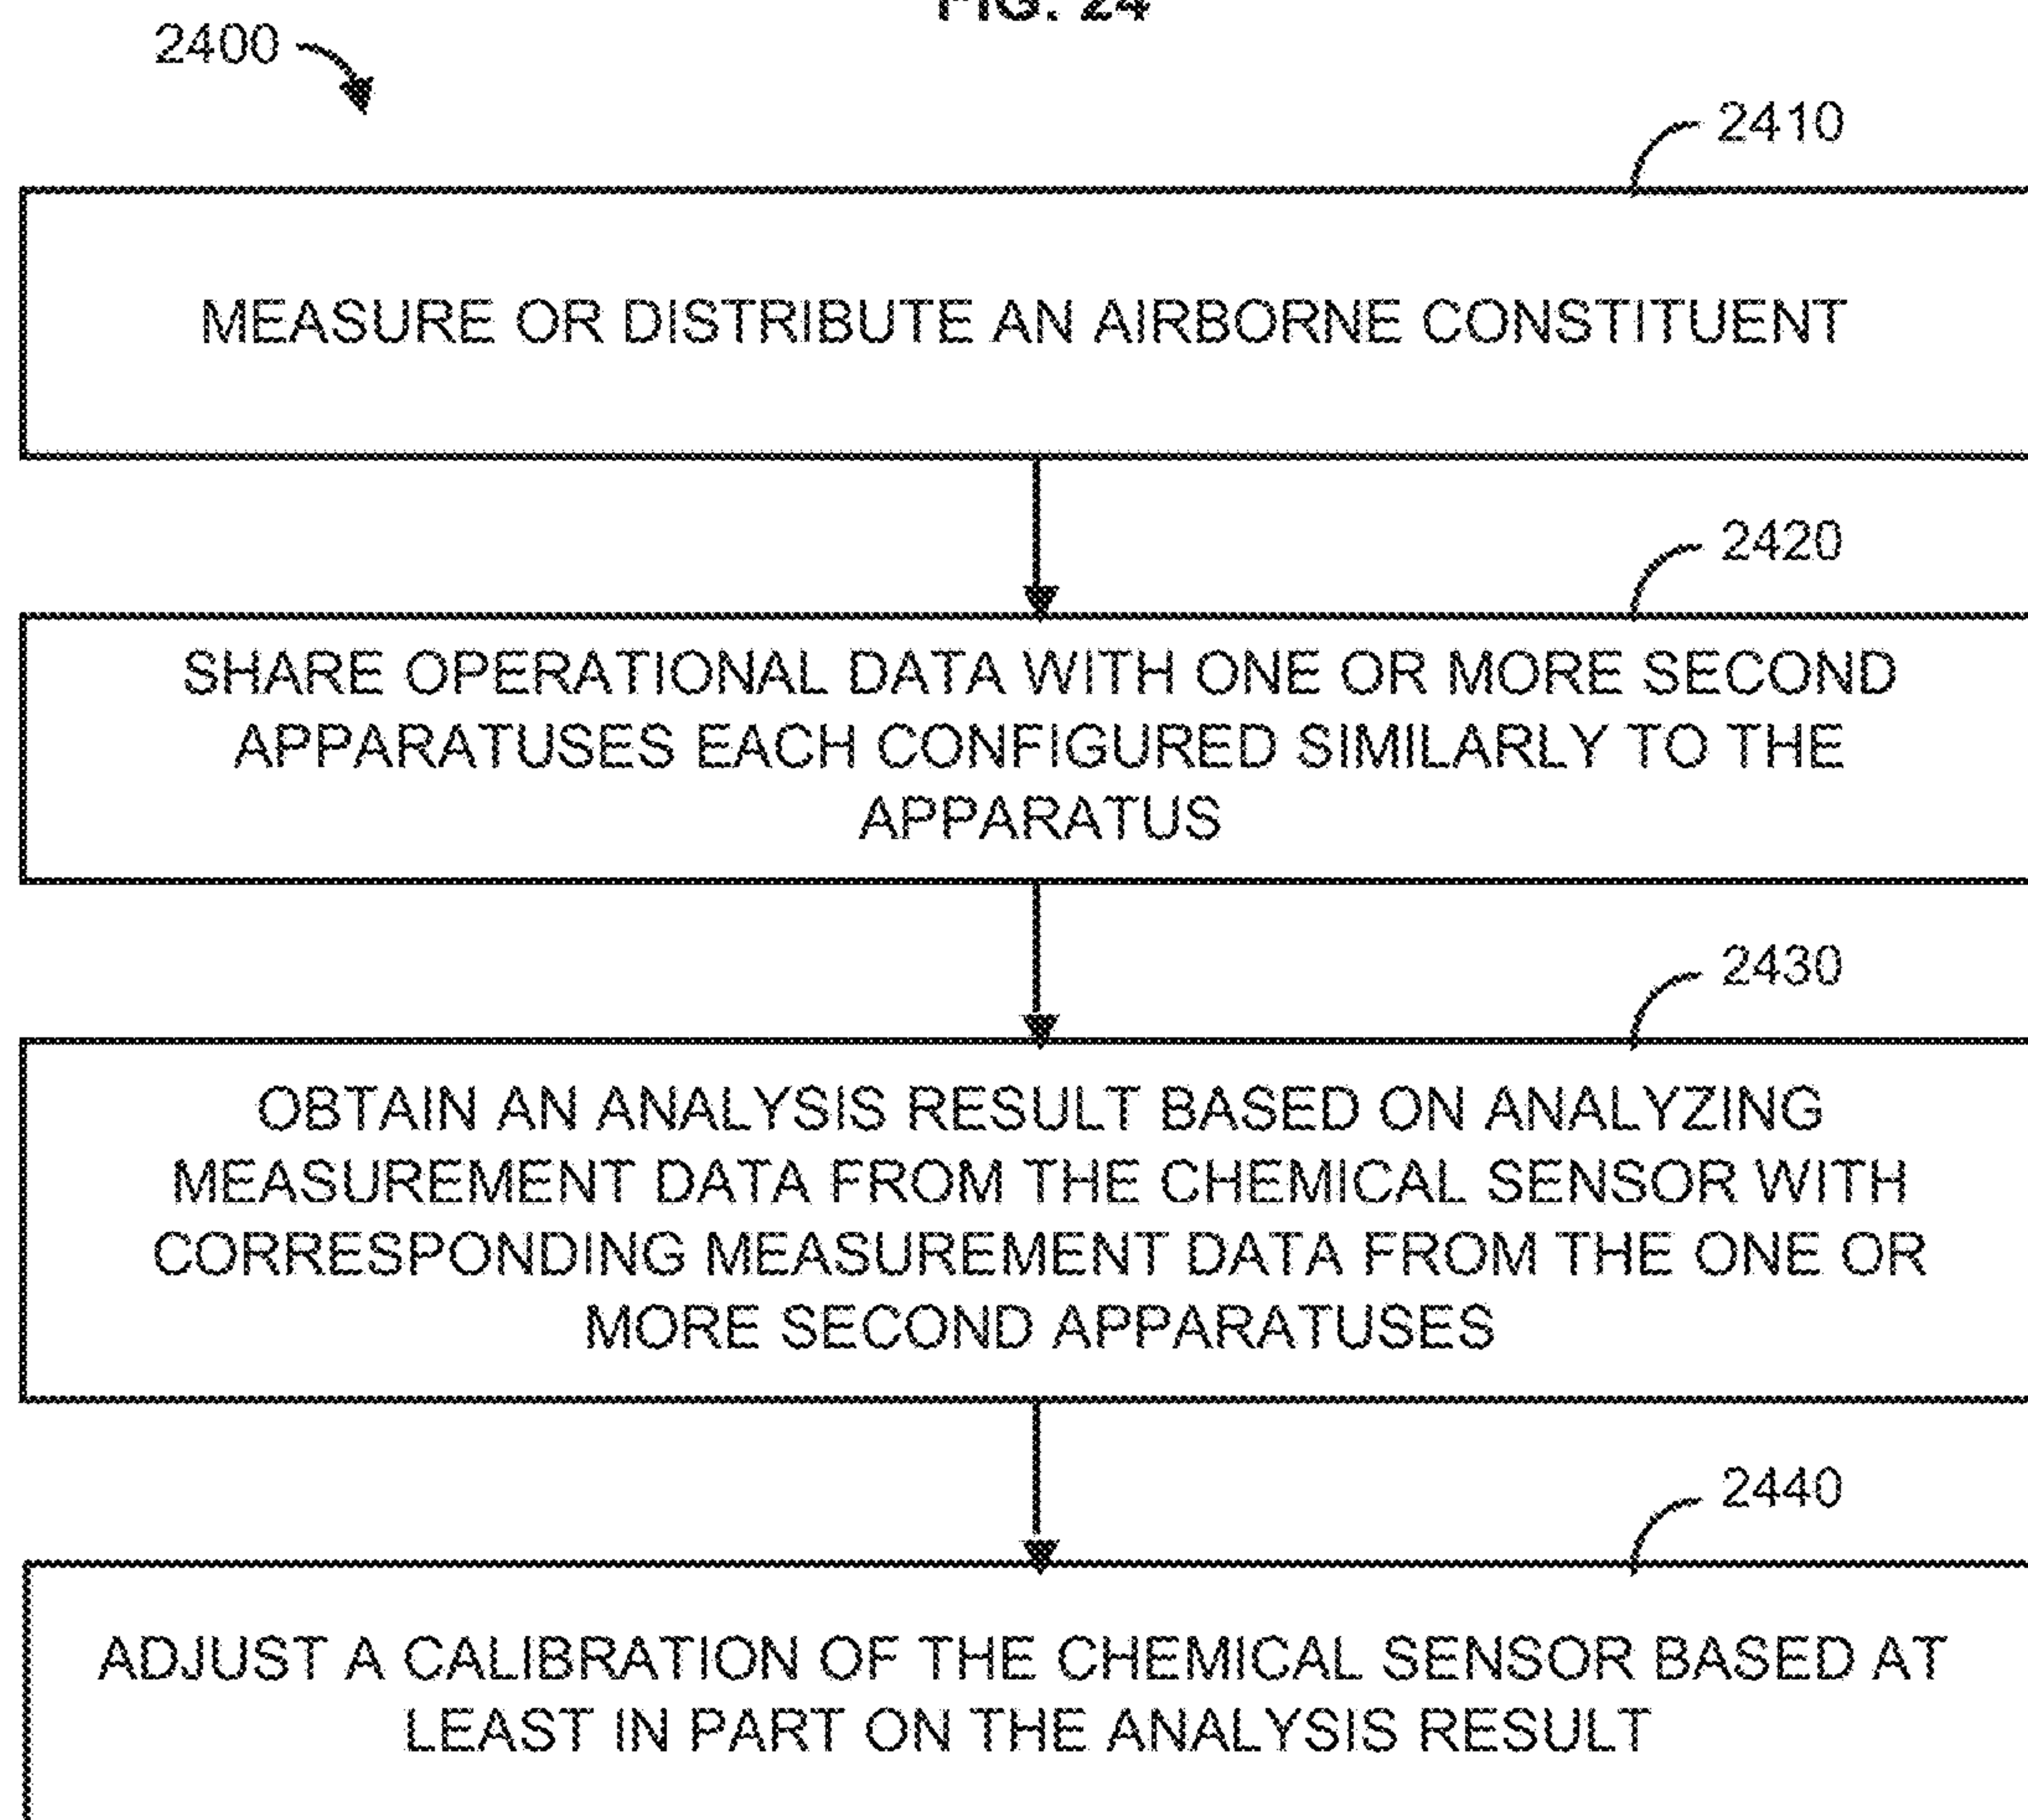 FIG. 24
2400
2410
MEASURE OR DISTRIBUTE AN AIRBORNE CONSTITUENT
2420
SHARE OPERATIONAL DATA WITH ONE OR MORE SECOND
APPARATUSES EACH CONFIGURED SIMILARLY TO THE
APPARATUS
2430
OBTAIN AN ANALYSIS RESULT BASED ON ANALYZING
MEASUREMENT DATA FROM THE CHEMICAL SENSOR WITH
CORRESPONDING MEASUREMENT DATA FROM THE ONE OR
MORE SECOND APPARATUSES
2440
ADJUST A CALIBRATION OF THE CHEMICAL SENSOR BASED AT
LEAST IN PART ON THE ANALYSIS RESULT